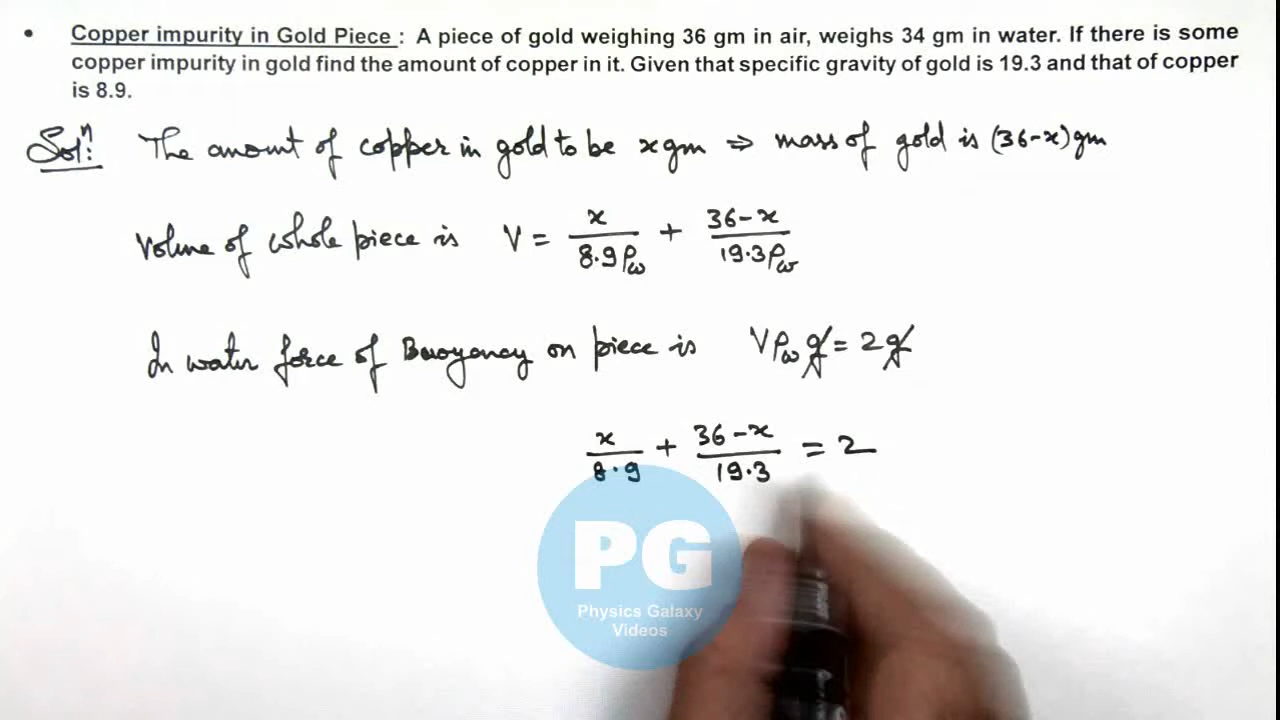 • Copper impurity in Gold Piece : A piece of gold weighing 36 gm in air, weighs 34 gm in water. If there is some
copper impurity in gold find the amount of copper in it. Given that specific gravity of gold is 19.3 and that of copper
is 8.9.
Solⁿ: The amount of copper in gold to be x gm ⇒ mass of gold is (36-x) gm
Volume of whole piece is V = x/8.9ρw + 36-x/19.3ρw
In water force of Buoyancy on piece is Vρw g = 2g
x/8.9 + 36-x/19.3 = 2
PG
Physics Galaxy
Videos